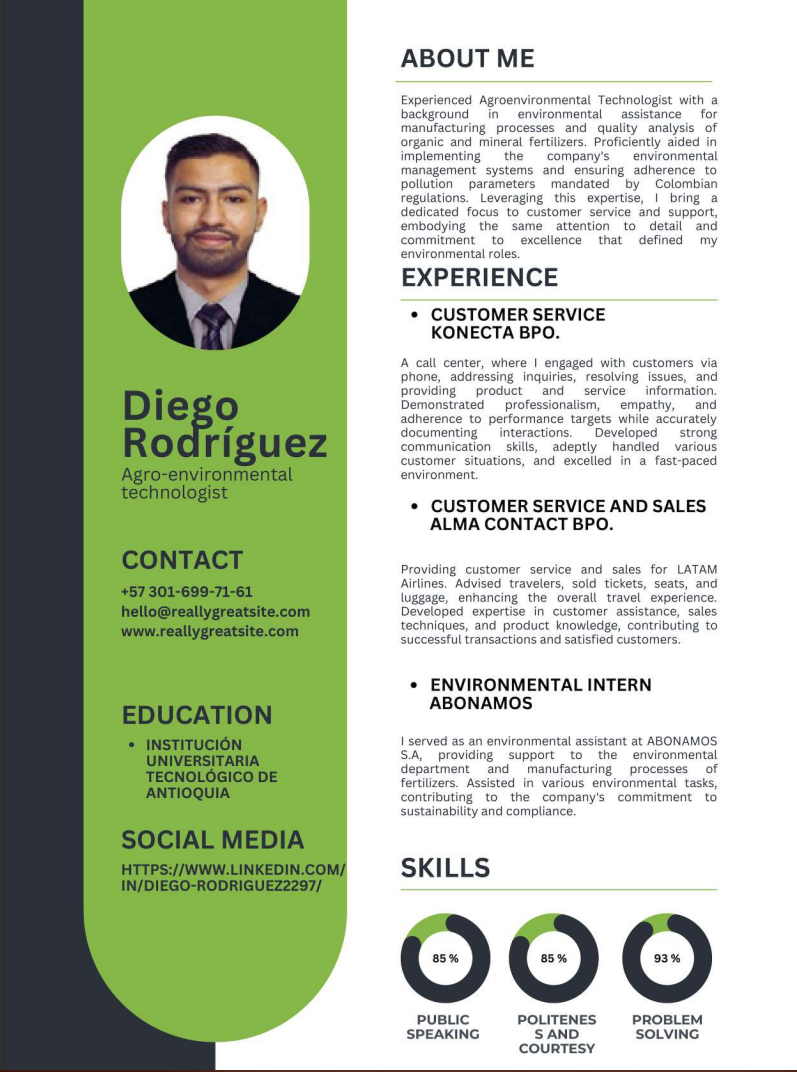 Diego
Rodríguez
Agro-environmental
technologist
CONTACT
+57 301-699-71-61
hello@reallygreatsite.com
www.reallygreatsite.com
EDUCATION
• INSTITUCIÓN
UNIVERSITARIA
TECNOLÓGICO DE
ANTIOQUIA
SOCIAL MEDIA
HTTPS://WWW.LINKEDIN.COM/
IN/DIEGO-RODRIGUEZ2297/
ABOUT ME
Experienced Agroenvironmental Technologist with a
background in environmental assistance for
manufacturing processes and quality analysis of
organic and mineral fertilizers. Proficiently aided in
implementing the company's environmental
management systems and ensuring adherence to
pollution parameters mandated by Colombian
regulations. Leveraging this expertise, I bring a
dedicated focus to customer service and support,
embodying the same attention to detail and
commitment to excellence that defined my
environmental roles.
EXPERIENCE
• CUSTOMER SERVICE
KONECTA BPO.
A call center, where I engaged with customers via
phone, addressing inquiries, resolving issues, and
providing product and service information.
Demonstrated professionalism, empathy, and
adherence to performance targets while accurately
documenting interactions. Developed strong
communication skills, adeptly handled various
customer situations, and excelled in a fast-paced
environment.
• CUSTOMER SERVICE AND SALES
ALMA CONTACT BPO.
Providing customer service and sales for LATAM
Airlines. Advised travelers, sold tickets, seats, and
luggage, enhancing the overall travel experience.
Developed expertise in customer assistance, sales
techniques, and product knowledge, contributing to
successful transactions and satisfied customers.
• ENVIRONMENTAL INTERN
ABONAMOS
I served as an environmental assistant at ABONAMOS
S.A, providing support to the environmental
department and manufacturing processes of
fertilizers. Assisted in various environmental tasks,
contributing to the company's commitment to
sustainability and compliance.
SKILLS
85 %
PUBLIC
SPEAKING
85 %
POLITENES
S AND
COURTESY
93 %
PROBLEM
SOLVING